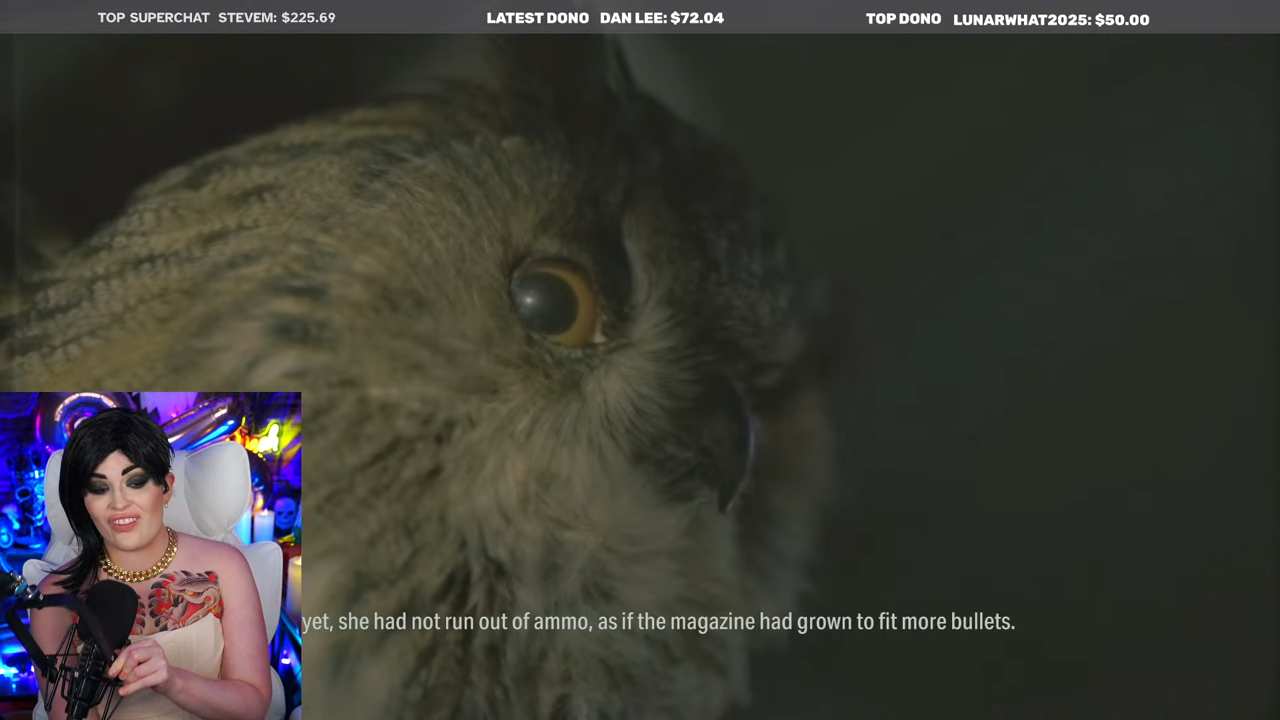 TOP SUPERCHAT STEVEM: $225.69
LATEST DONO DAN LEE: $72.04
TOP DONO LUNARWHAT2025: $50.00
yet, she had not run out of ammo, as if the magazine had grown to fit more bullets.